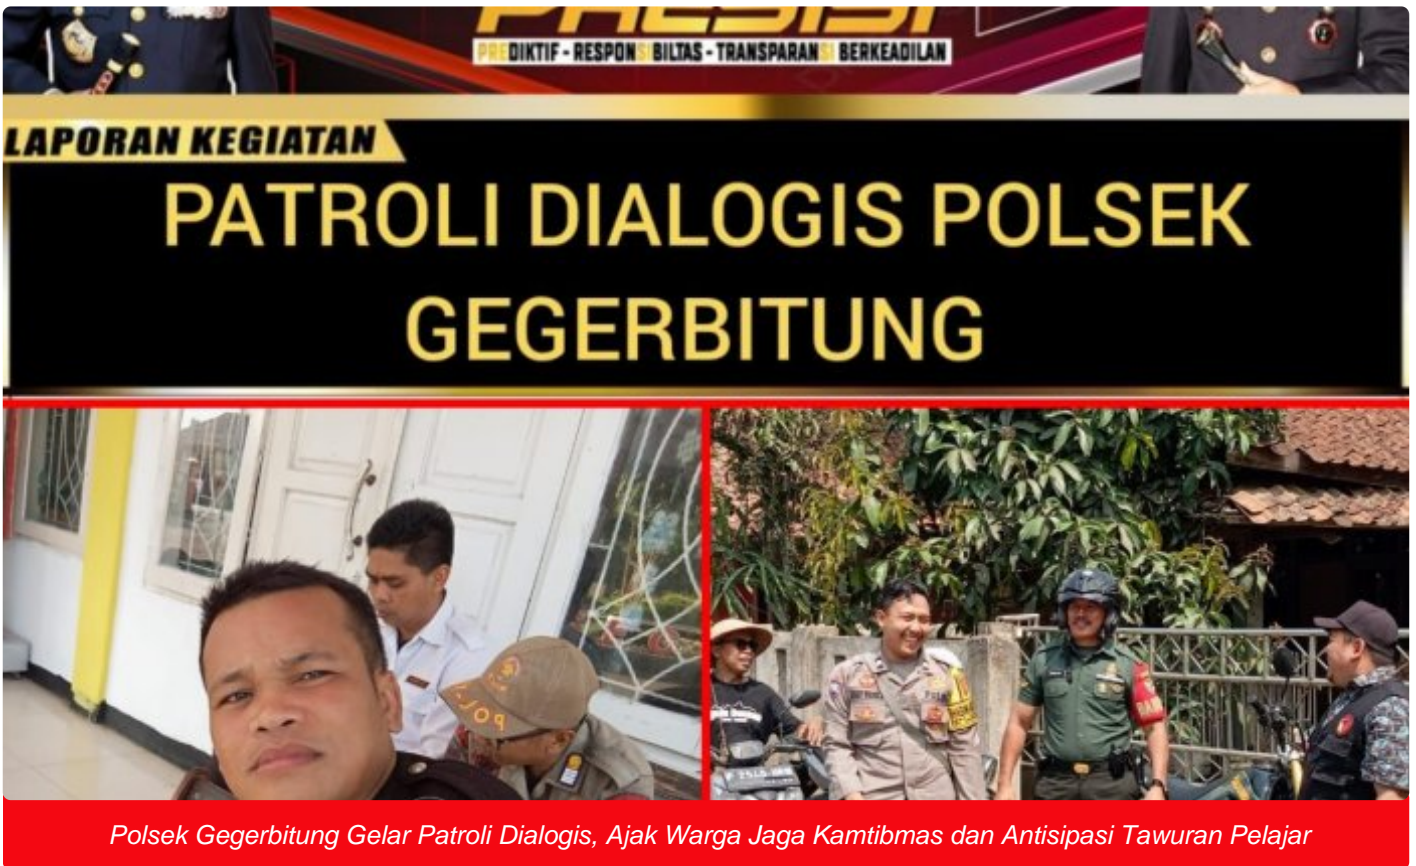 PRESISI
PREDIKTIF - RESPONSIBILTAS - TRANSPARANSI BERKEADILAN
LAPORAN KEGIATAN
PATROLI DIALOGIS POLSEK
GEGERBITUNG
Polsek Gegerbitung Gelar Patroli Dialogis, Ajak Warga Jaga Kamtibmas dan Antisipasi Tawuran Pelajar